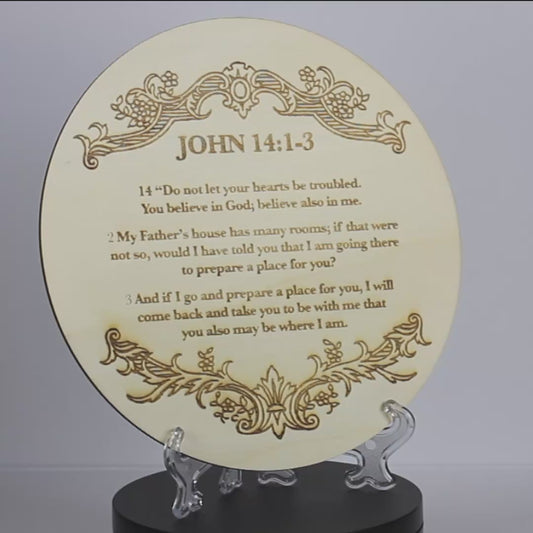 JOHN 14:1-3
14 “Do not let your hearts be troubled.
You believe in God; believe also in me.
2 My Father’s house has many rooms; if that were
not so, would I have told you that I am going there
to prepare a place for you?
3 And if I go and prepare a place for you, I will
come back and take you to be with me that
you also may be where I am.